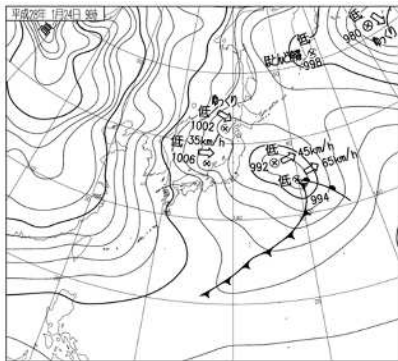 平成28年 1月24日 9時
低
980
ゆっくり
低
ほとんど停滞
998
ゆっくり
低
1002
低 35km/h
1006
低
992
45km/h
65km/h
低
994